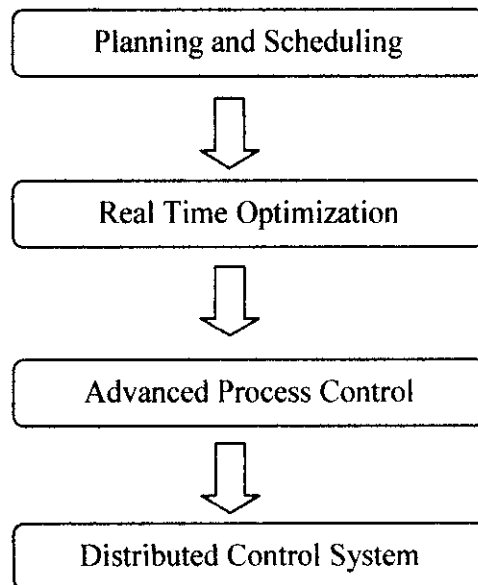 Planning and Scheduling
Real Time Optimization
Advanced Process Control
Distributed Control System